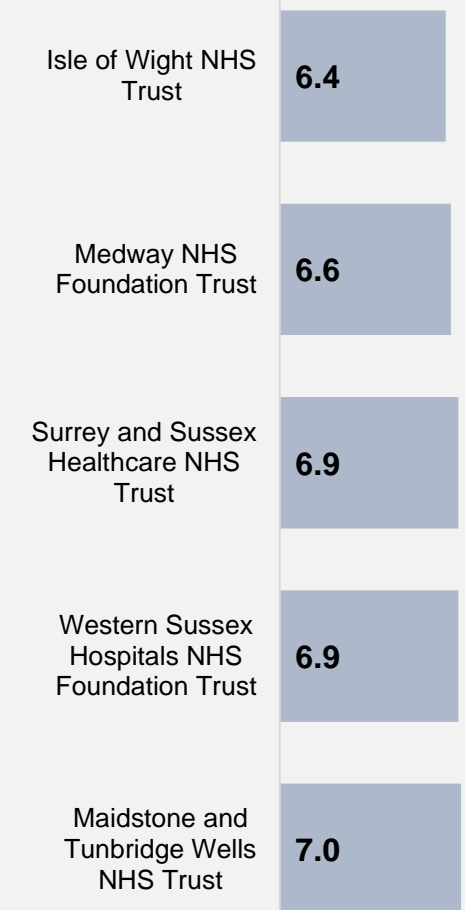 Isle of Wight NHS
Trust
6.4
Medway NHS
Foundation Trust
6.6
Surrey and Sussex
Healthcare NHS
Trust
6.9
Western Sussex
Hospitals NHS
Foundation Trust
6.9
Maidstone and
Tunbridge Wells
NHS Trust
7.0